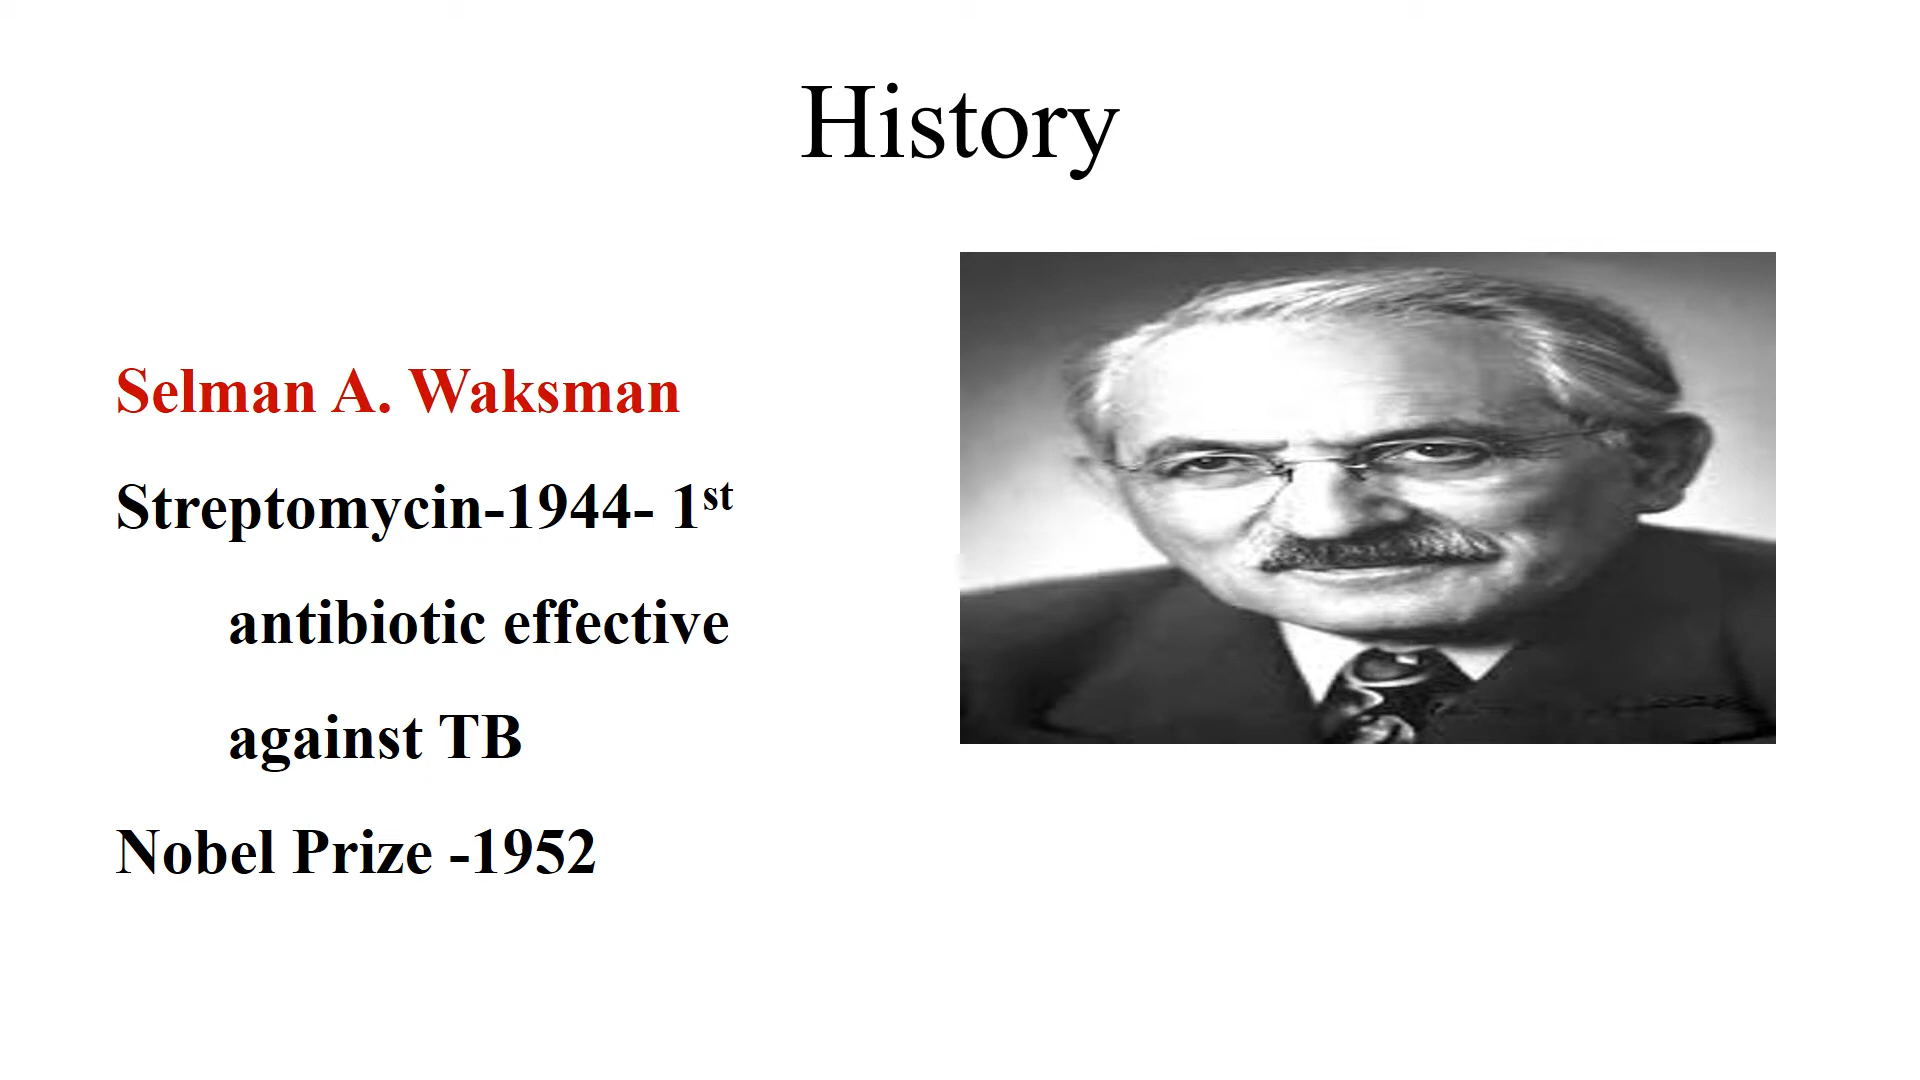 History
Selman A. Waksman
Streptomycin-1944- 1st
antibiotic effective
against TB
Nobel Prize -1952